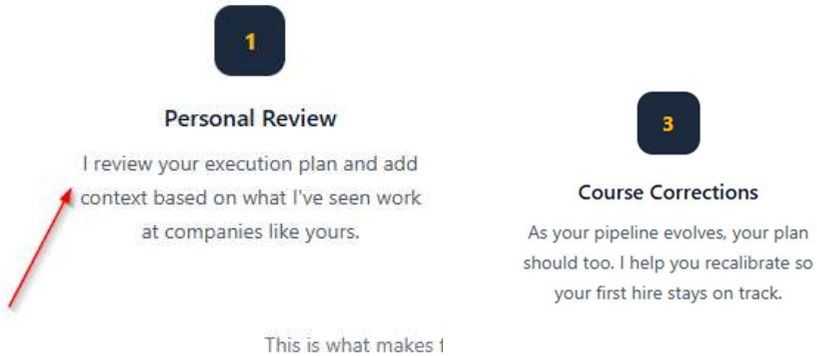 1
Personal Review
I review your execution plan and add
context based on what I've seen work
at companies like yours.
This is what makes
3
Course Corrections
As your pipeline evolves, your plan
should too. I help you recalibrate so
your first hire stays on track.